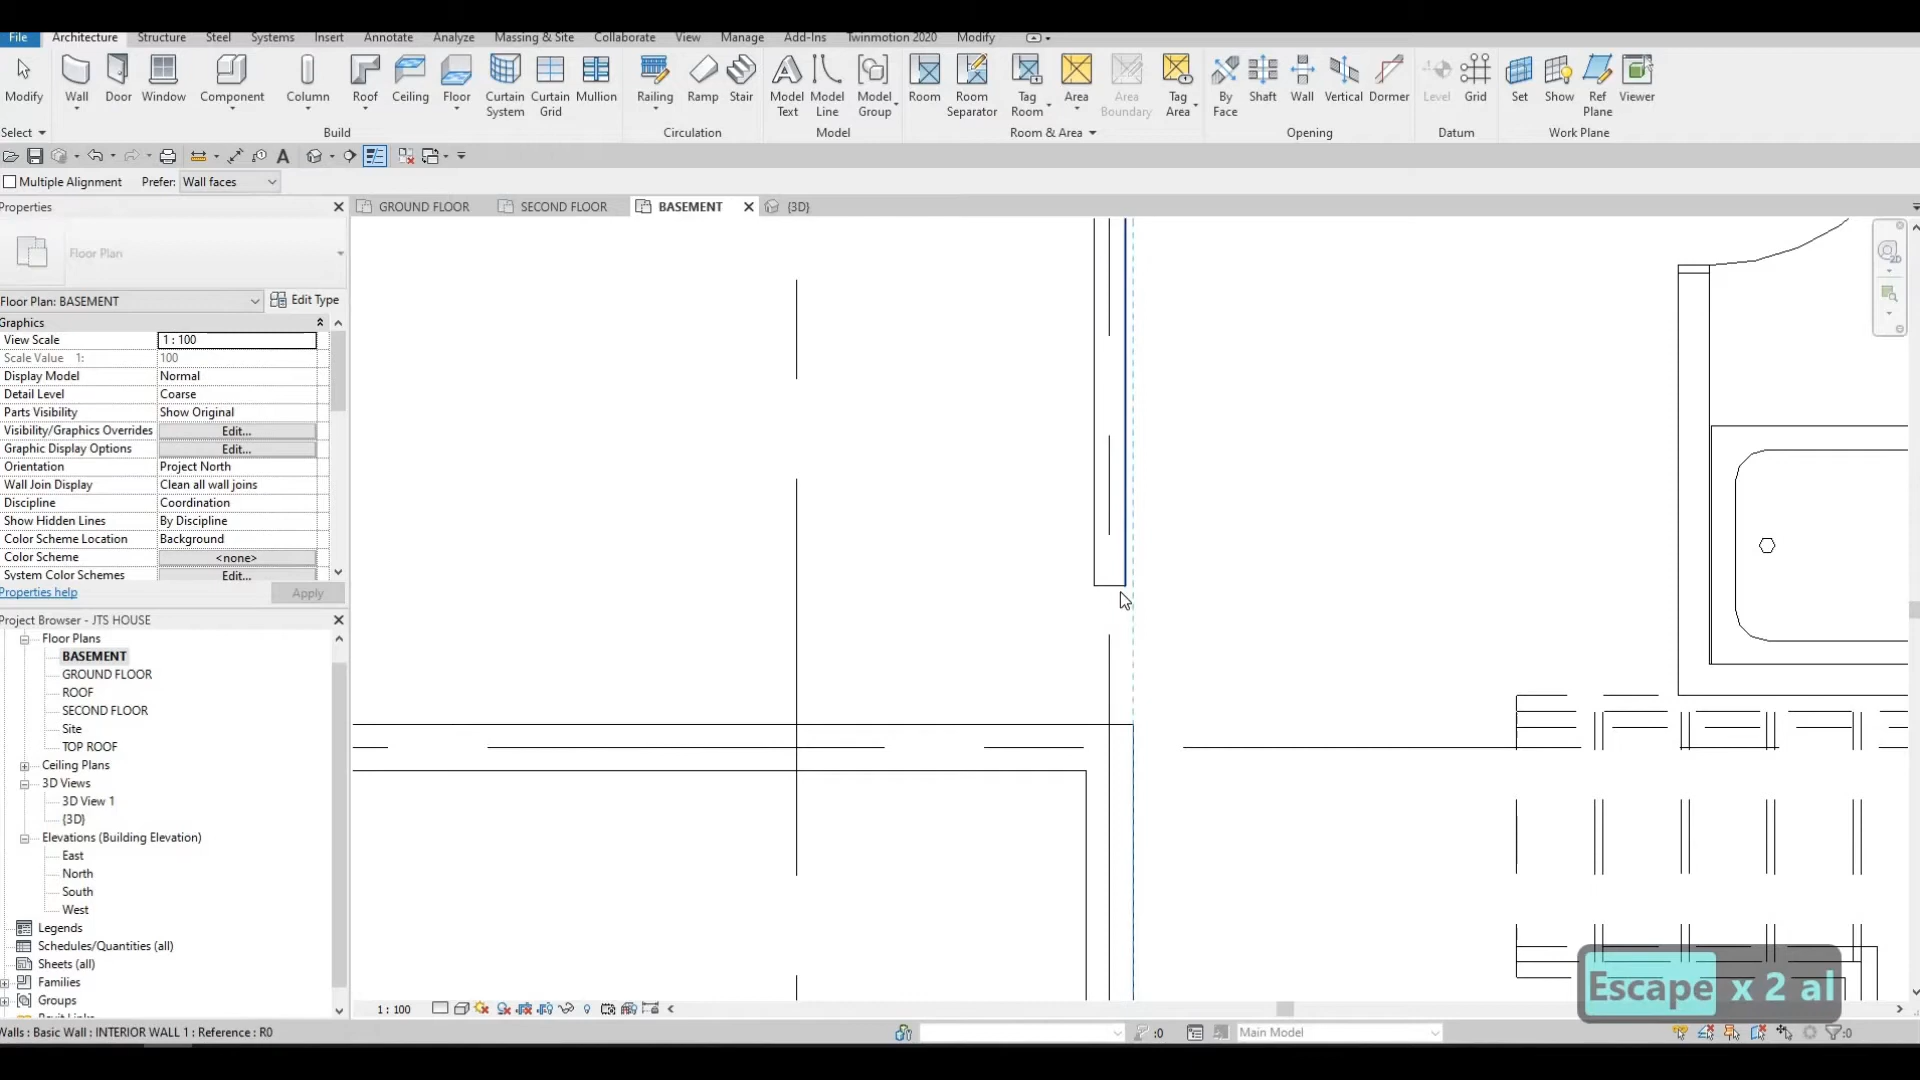 File Architecture Structure Steel Systems Insert Annotate Analyze Massing & Site Collaborate View Manage Add-Ins Twinmotion 2020 Modify
Modify Wall Door Window Component Column Roof Ceiling Floor Curtain System Curtain Grid Mullion Railing Ramp Stair Model Text Model Line Model Group Room Room Separator Tag Room Area Area Boundary Tag Area By Face Shaft Wall Vertical Dormer Level Grid Set Show Ref Plane Viewer
Select Build Circulation Model Room & Area Opening Datum Work Plane
Multiple Alignment Prefer: Wall faces
Properties
GROUND FLOOR SECOND FLOOR BASEMENT {3D}
Floor Plan
Floor Plan: BASEMENT Edit Type
Graphics
View Scale 1 : 100
Scale Value 1: 100
Display Model Normal
Detail Level Coarse
Parts Visibility Show Original
Visibility/Graphics Overrides Edit...
Graphic Display Options Edit...
Orientation Project North
Wall Join Display Clean all wall joins
Discipline Coordination
Show Hidden Lines By Discipline
Color Scheme Location Background
Color Scheme <none>
System Color Schemes Edit...
Properties help Apply
Project Browser - JTS HOUSE
Floor Plans
BASEMENT
GROUND FLOOR
ROOF
SECOND FLOOR
Site
TOP ROOF
Ceiling Plans
3D Views
3D View 1
{3D}
Elevations (Building Elevation)
East
North
South
West
Legends
Schedules/Quantities (all)
Sheets (all)
Families
Groups
Escape x 2 al
1 : 100
Walls : Basic Wall : INTERIOR WALL 1 : Reference : R0
:0
Main Model
:0